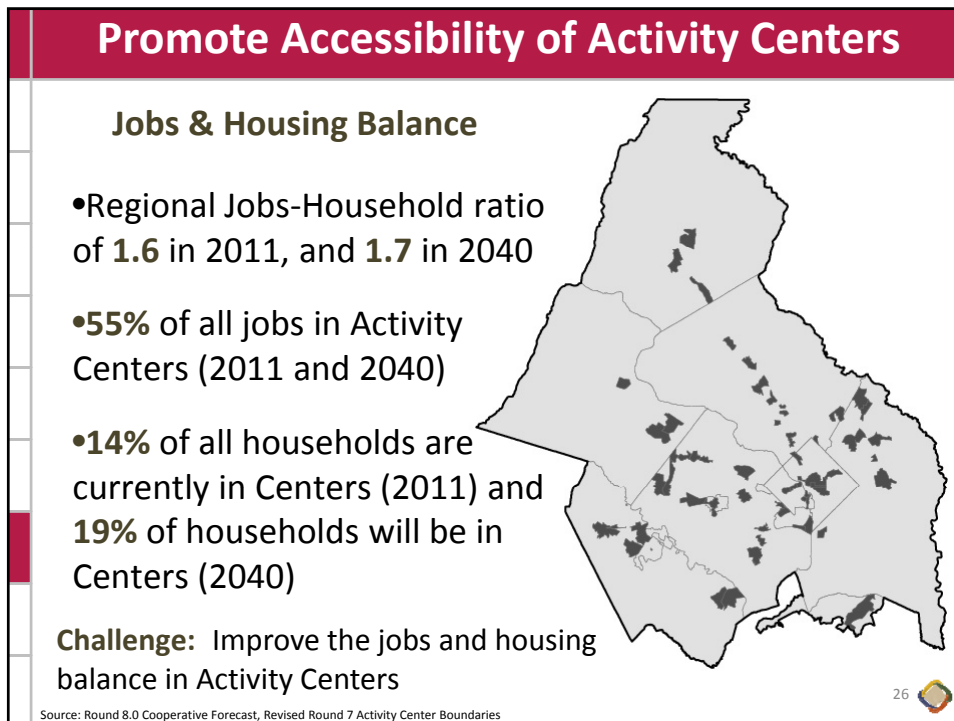 Promote Accessibility of Activity Centers
Jobs & Housing Balance
•Regional Jobs-Household ratio
of 1.6 in 2011, and 1.7 in 2040
•55% of all jobs in Activity
Centers (2011 and 2040)
•14% of all households are
currently in Centers (2011) and
19% of households will be in
Centers (2040)
Challenge: Improve the jobs and housing
balance in Activity Centers
26
Source: Round 8.0 Cooperative Forecast, Revised Round 7 Activity Center Boundaries